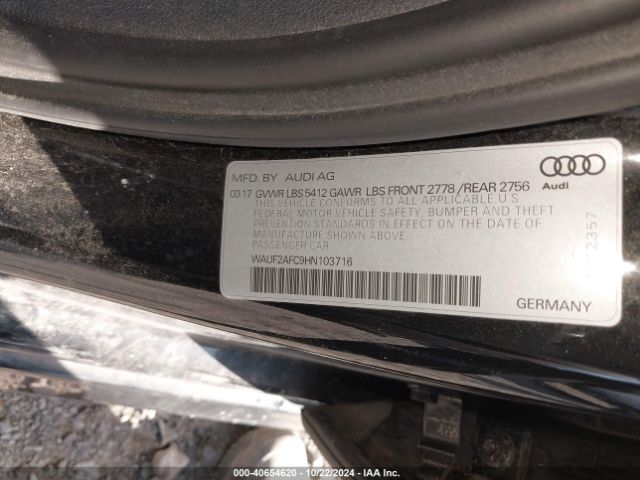 MFD. BY AUDI AG
03 17 GVWR LBS 5412 GAWR LBS FRONT 2778 /REAR 2756
THIS VEHICLE CONFORMS TO ALL APPLICABLE U S
FEDERAL MOTOR VEHICLE SAFETY, BUMPER AND THEFT
PREVENTION STANDARDS IN EFFECT ON THE DATE OF
MANUFACTURE SHOWN ABOVE.
PASSENGER CAR
WAUF2AFC9HN103716
Audi
GERMANY
000-40654620 - 10/22/2024 - IAA Inc.